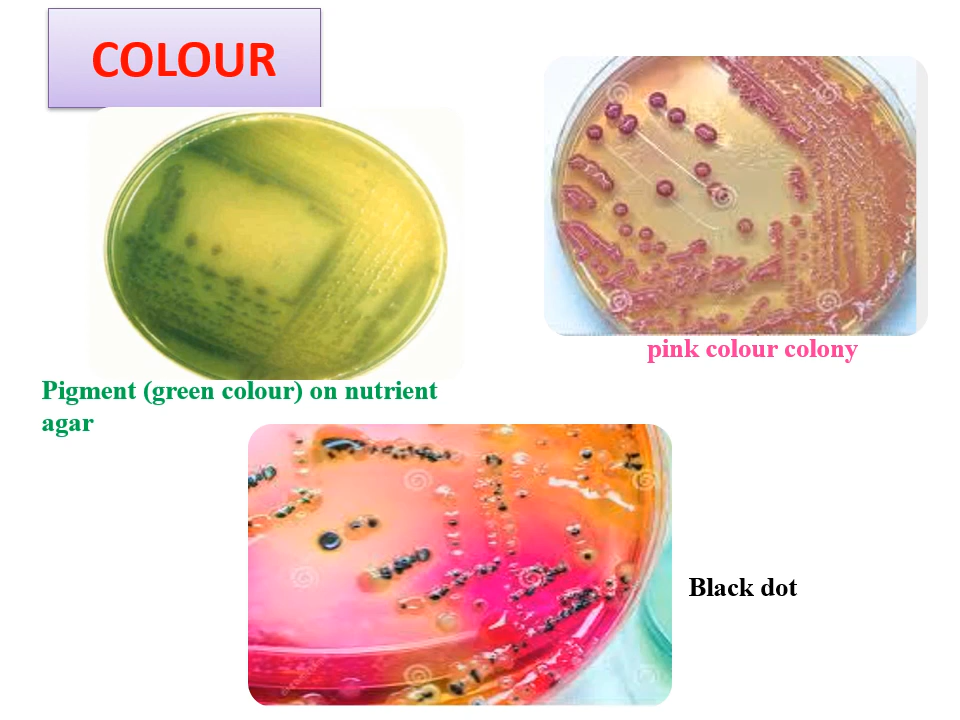 COLOUR
pink colour colony
Pigment (green colour) on nutrient
agar
Black dot